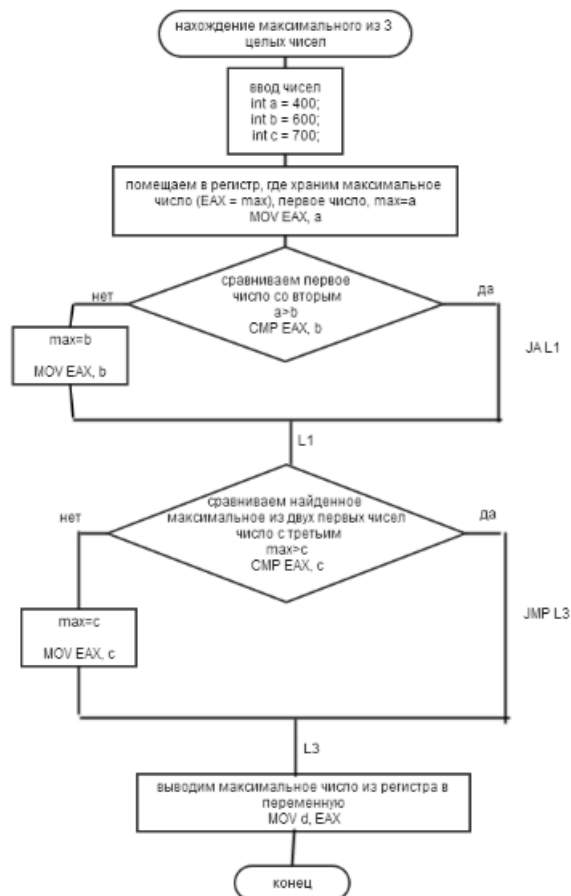 нахождение максимального из 3
целых чисел
ввод чисел
int a = 400;
int b = 600;
int c = 700;
помещаем в регистр, где храним максимальное
число (EAX = max), первое число, max=a
MOV EAX, a
сравниваем первое
число со вторым
a>b
CMP EAX, b
нет
да
max=b
MOV EAX, b
JA L1
L1
сравниваем найденное
максимальное из двух первых чисел
число с третьим
max>c
CMP EAX, c
нет
да
max=c
MOV EAX, c
JMP L3
L3
выводим максимальное число из регистра в
переменную
MOV d, EAX
конец